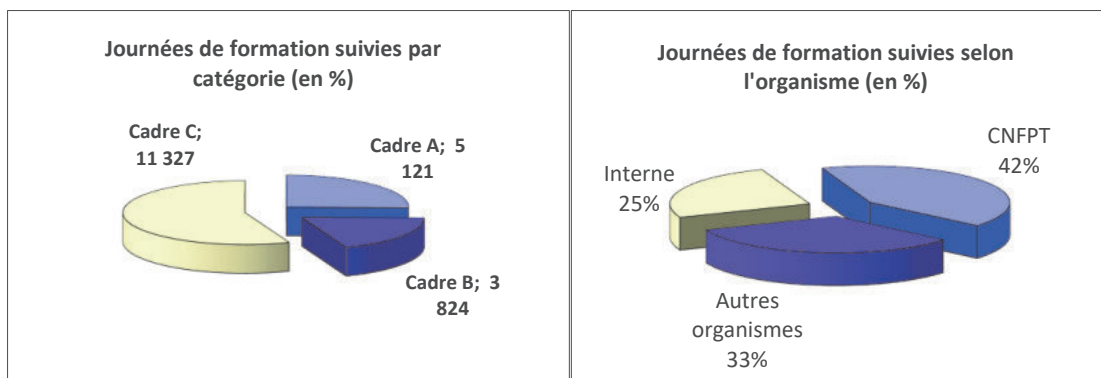 Journées de formation suivies par
catégorie (en %)
Cadre C;
11 327
Cadre A; 5
121
Cadre B; 3
824
Journées de formation suivies selon
l'organisme (en %)
CNFPT
42%
Interne
25%
Autres
organismes
33%